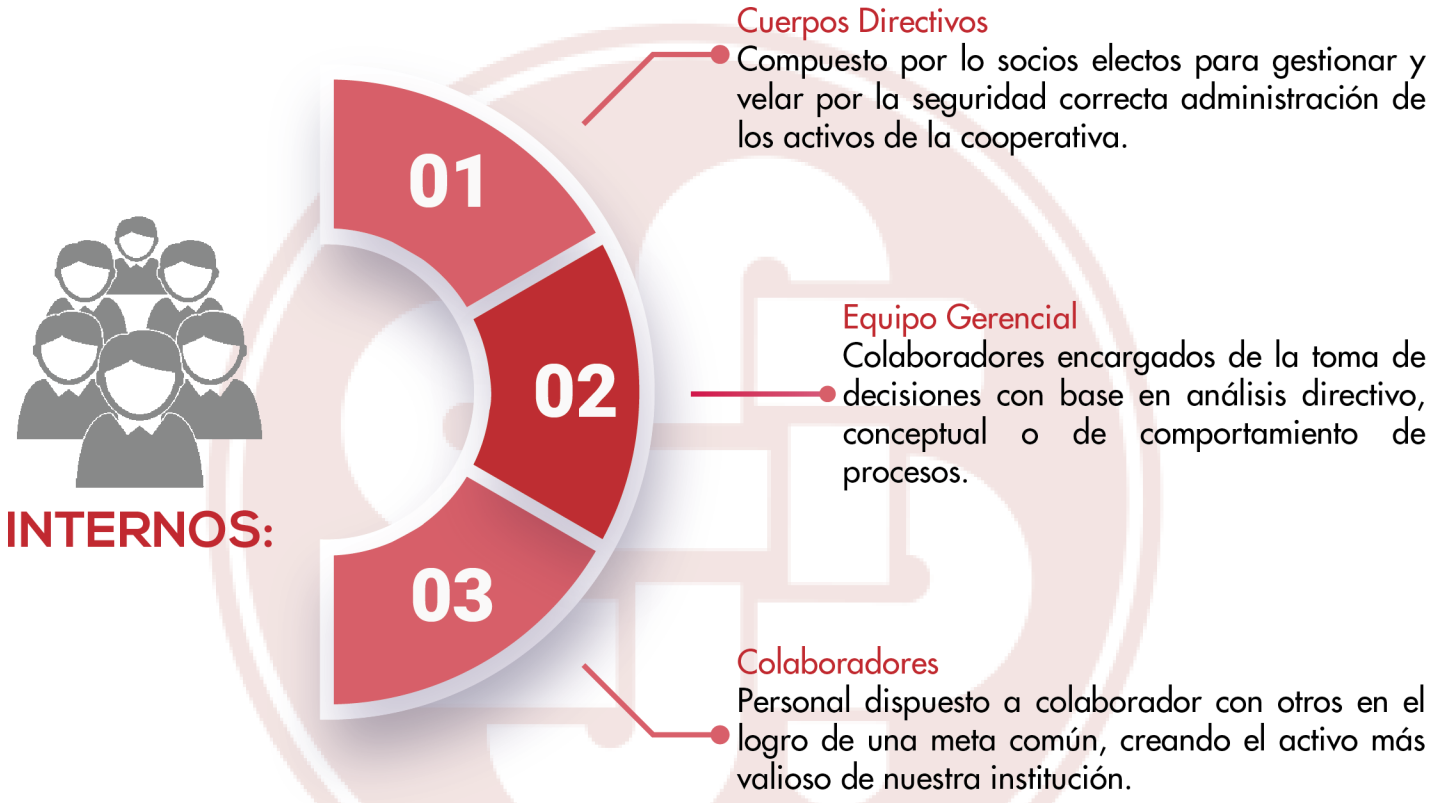 Cuerpos Directivos
Compuesto por lo socios electos para gestionar y
velar por la seguridad correcta administración de
los activos de la cooperativa.
01
Equipo Gerencial
Colaboradores encargados de la toma de
decisiones con base en análisis directivo,
conceptual o de comportamiento de
procesos.
02
INTERNOS:
03
Colaboradores
Personal dispuesto a colaborador con otros en el
logro de una meta común, creando el activo más
valioso de nuestra institución.